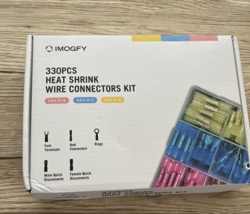 IMOGFY
330PCS
HEAT SHRINK
WIRE CONNECTORS KIT
Fork Terminals
Butt Connectors
Rings
Male Quick Disconnects
Female Quick Disconnects